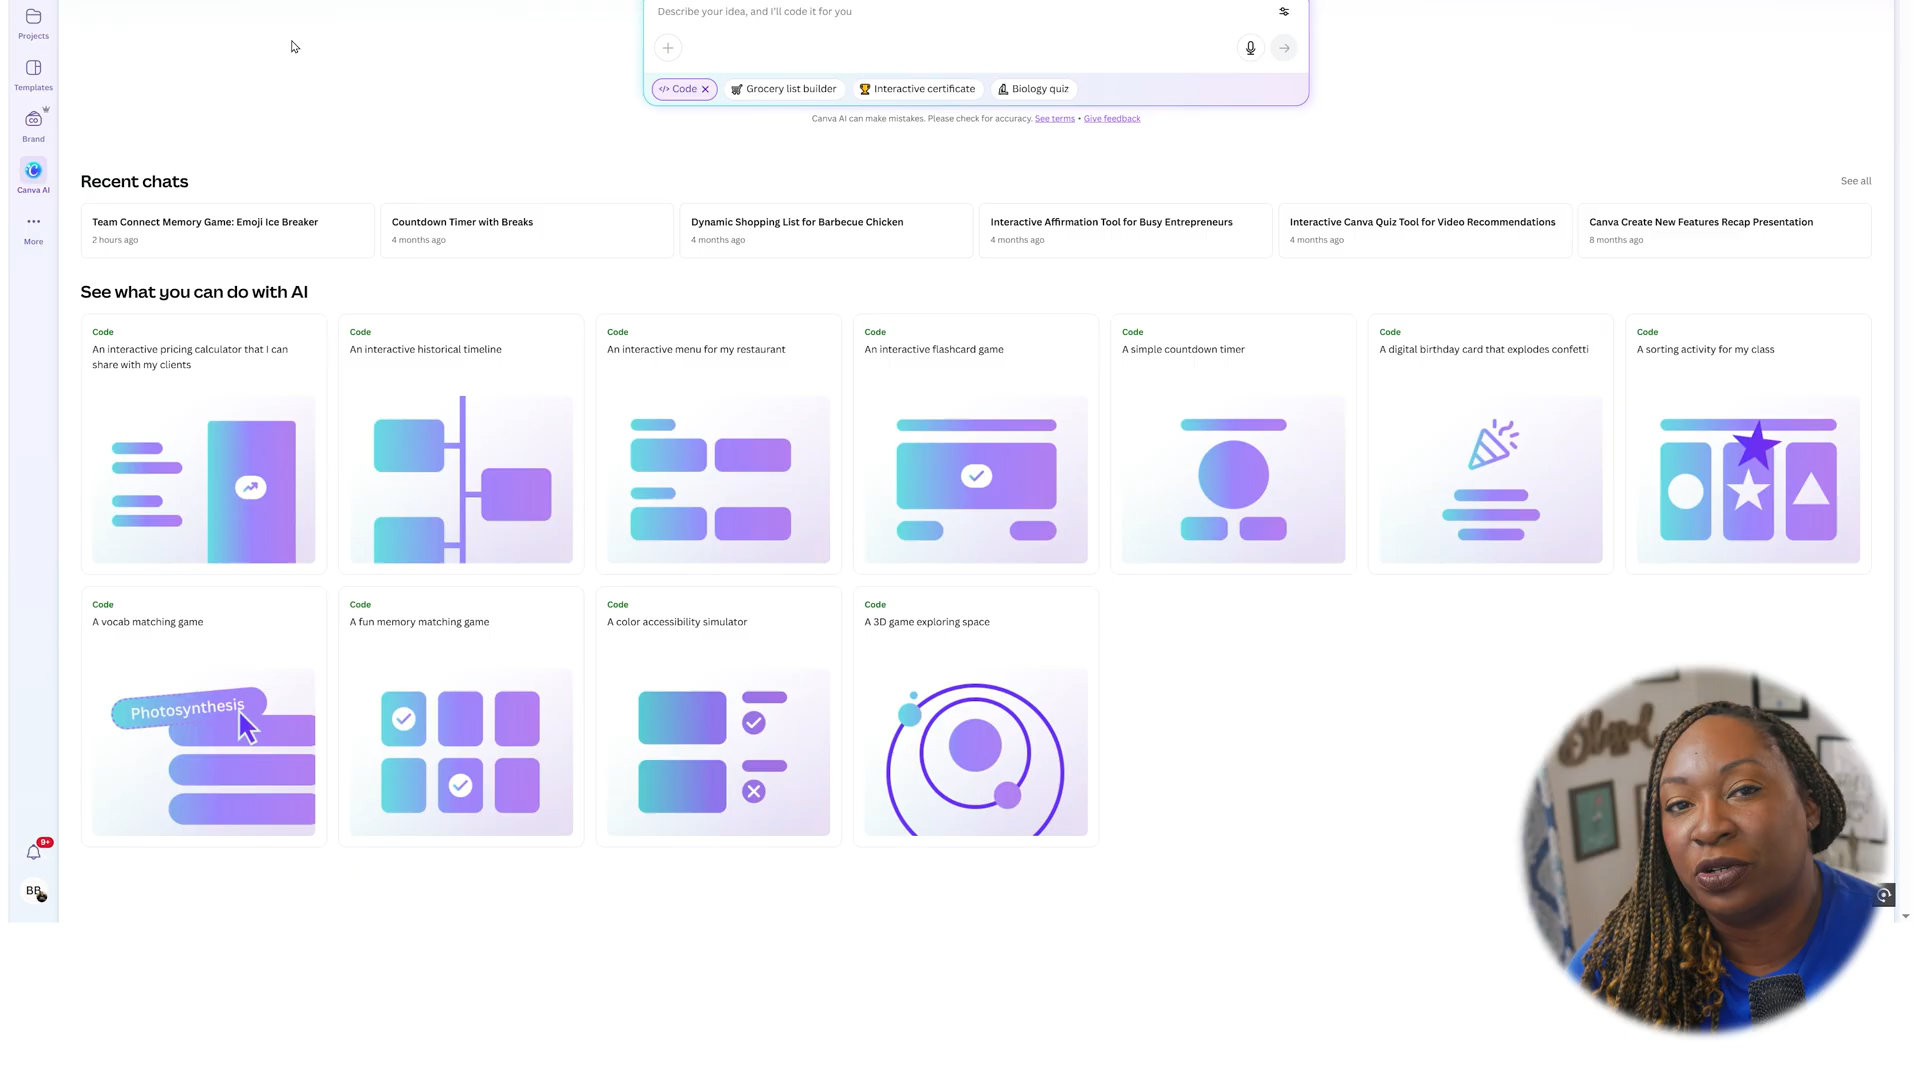 Projects
Templates
Brand
Canva AI
More
9+
BB
Describe your idea, and I'll code it for you
</> Code
Grocery list builder
Interactive certificate
Biology quiz
Canva AI can make mistakes. Please check for accuracy. See terms • Give feedback
Recent chats
See all
Team Connect Memory Game: Emoji Ice Breaker
2 hours ago
Countdown Timer with Breaks
4 months ago
Dynamic Shopping List for Barbecue Chicken
4 months ago
Interactive Affirmation Tool for Busy Entrepreneurs
4 months ago
Interactive Canva Quiz Tool for Video Recommendations
4 months ago
Canva Create New Features Recap Presentation
8 months ago
See what you can do with AI
Code
An interactive pricing calculator that I can
share with my clients
Code
An interactive historical timeline
Code
An interactive menu for my restaurant
Code
An interactive flashcard game
Code
A simple countdown timer
Code
A digital birthday card that explodes confetti
Code
A sorting activity for my class
Code
A vocab matching game
Photosynthesis
Code
A fun memory matching game
Code
A color accessibility simulator
Code
A 3D game exploring space
Blessed